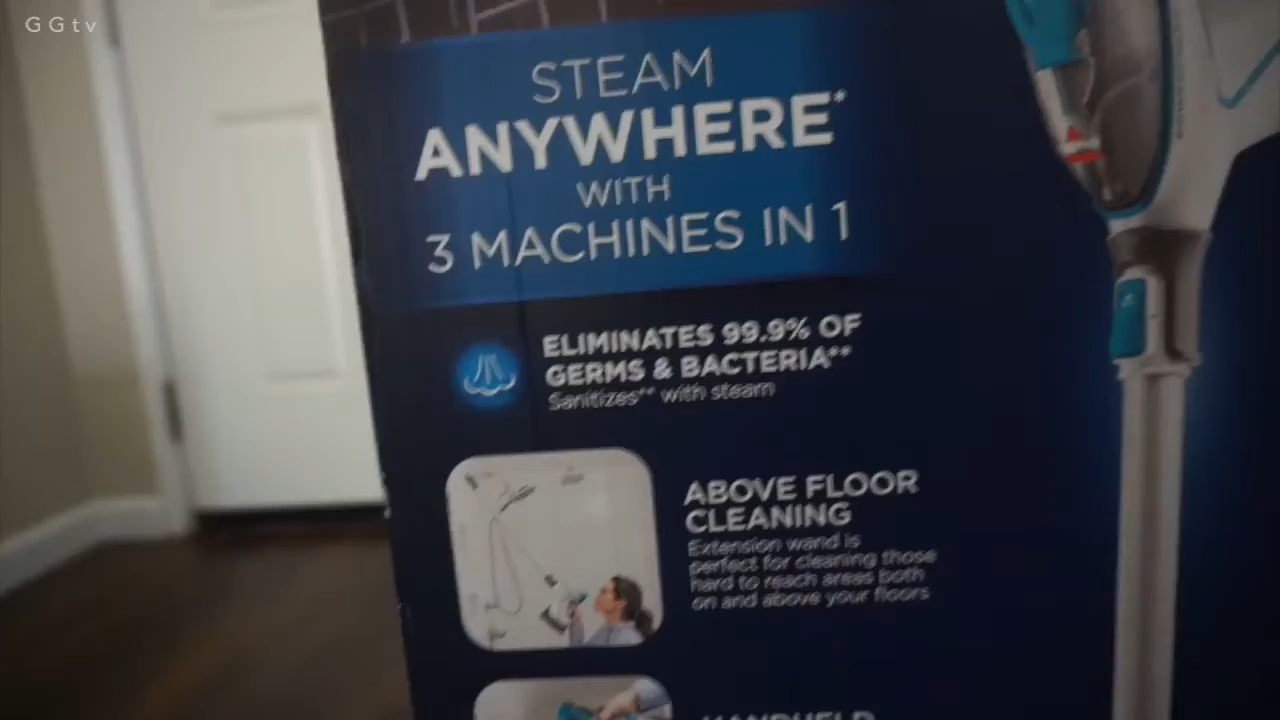 GGtv
STEAM
ANYWHERE*
WITH
3 MACHINES IN 1
ELIMINATES 99.9% OF
GERMS & BACTERIA**
Sanitizes** with steam
ABOVE FLOOR
CLEANING
Extension wand is
perfect for cleaning those
hard to reach areas both
on and above your floors
HANDHELD